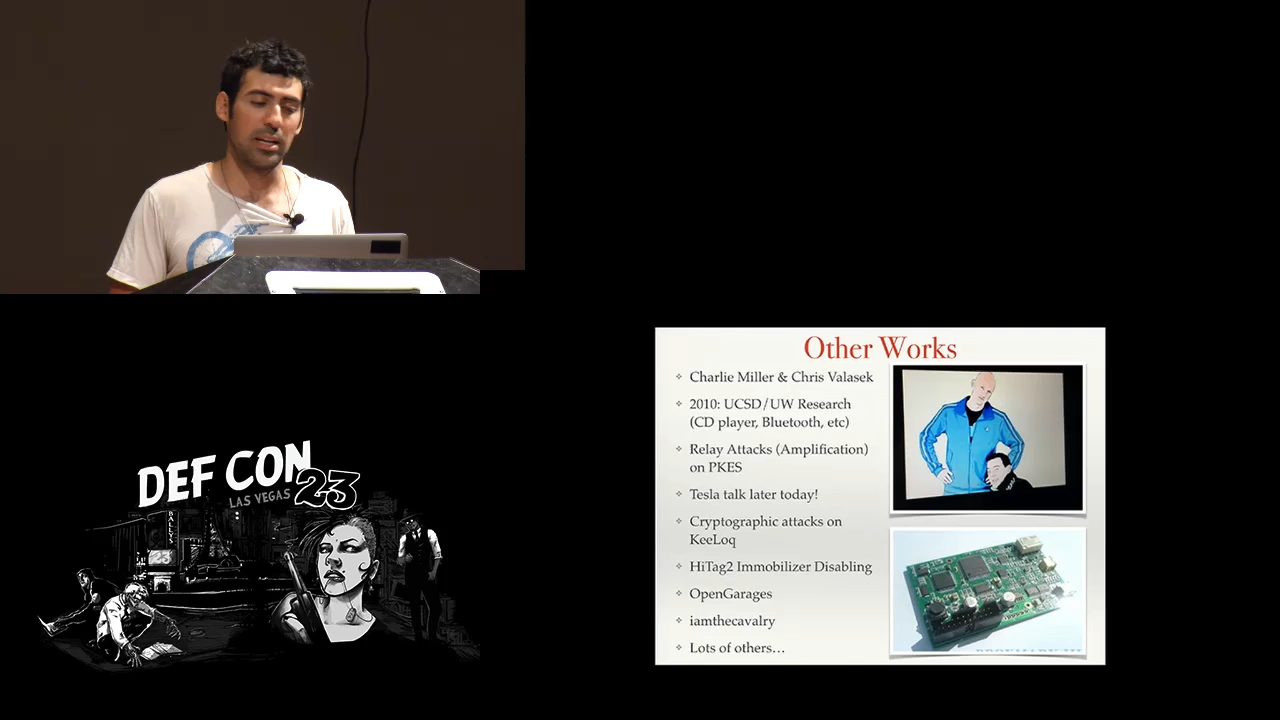 DEF CON
LAS VEGAS 23
BALLYS
23
Other Works
Charlie Miller & Chris Valasek
2010: UCSD/UW Research
(CD player, Bluetooth, etc)
Relay Attacks (Amplification)
on PKES
Tesla talk later today!
Cryptographic attacks on
KeeLoq
HiTag2 Immobilizer Disabling
OpenGarages
iamthecavalry
Lots of others…